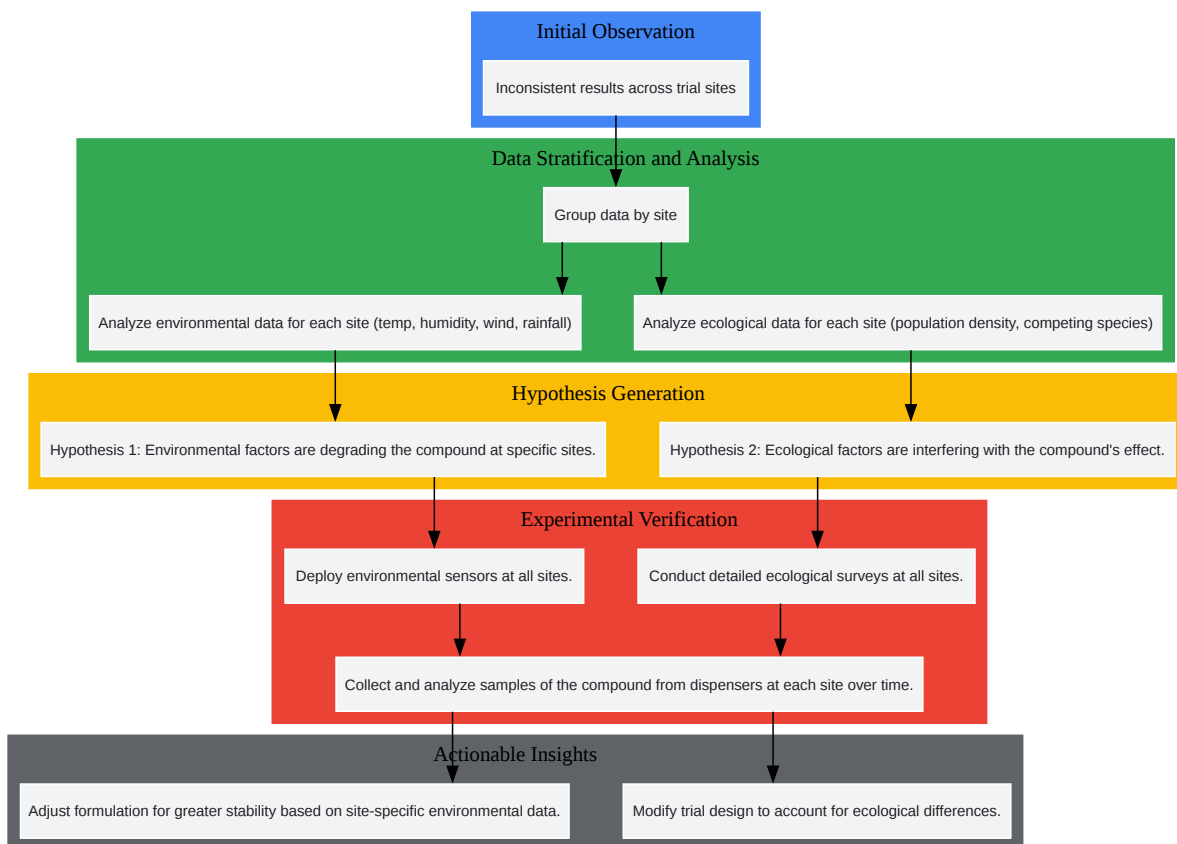 Initial Observation
Inconsistent results across trial sites
Data Stratification and Analysis
Group data by site
Analyze environmental data for each site (temp, humidity, wind, rainfall)
Analyze ecological data for each site (population density, competing species)
Hypothesis Generation
Hypothesis 1: Environmental factors are degrading the compound at specific sites.
Hypothesis 2: Ecological factors are interfering with the compound's effect.
Experimental Verification
Deploy environmental sensors at all sites.
Conduct detailed ecological surveys at all sites.
Collect and analyze samples of the compound from dispensers at each site over time.
Actionable Insights
Adjust formulation for greater stability based on site-specific environmental data.
Modify trial design to account for ecological differences.